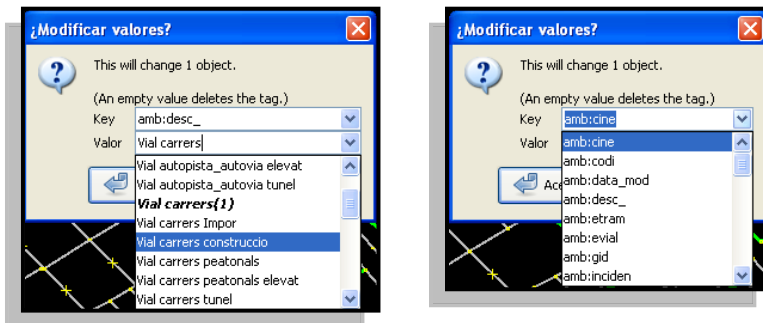 ¿Modificar valores?
This will change 1 object.
(An empty value deletes the tag.)
Key amb:desc_
Valor Vial carrers
Vial autopista_autovia elevat
Vial autopista_autovia tunel
Vial carrers(1)
Vial carrers Impor
Vial carrers construccio
Vial carrers peatonals
Vial carrers peatonals elevat
Vial carrers tunel
¿Modificar valores?
This will change 1 object.
(An empty value deletes the tag.)
Key amb:cine
Valor amb:cine
amb:codi
Ace amb:data_mod
amb:desc_
amb:etram
amb:evial
amb:gid
amb:inciden